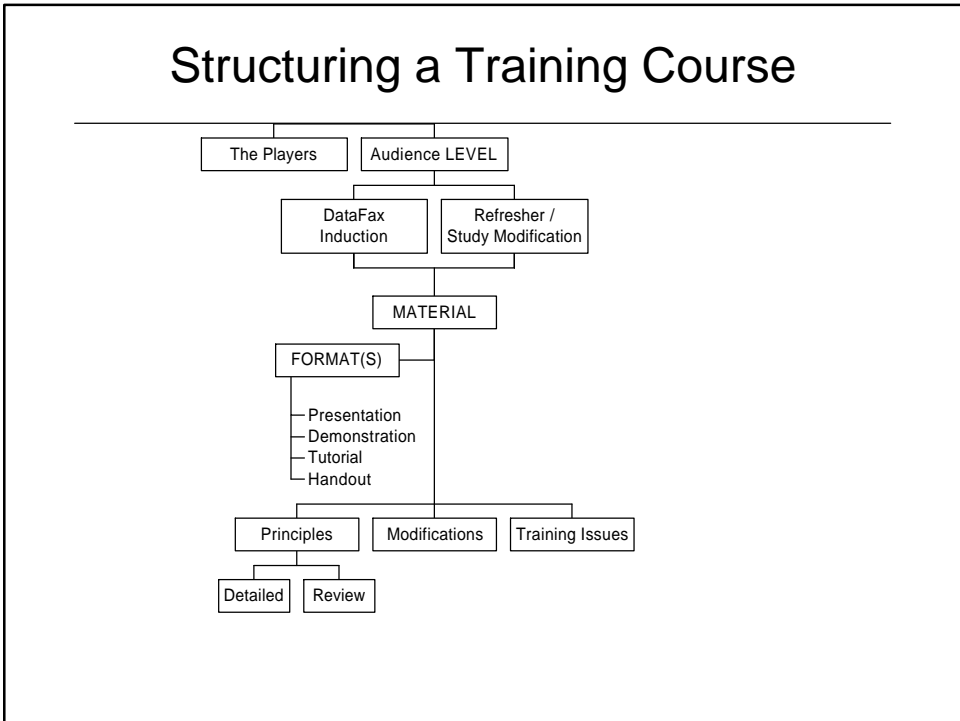 Structuring a Training Course
The Players
Audience LEVEL
DataFax
Induction
Refresher /
Study Modification
MATERIAL
FORMAT(S)
Presentation
Demonstration
Tutorial
Handout
Principles
Modifications
Training Issues
Detailed
Review